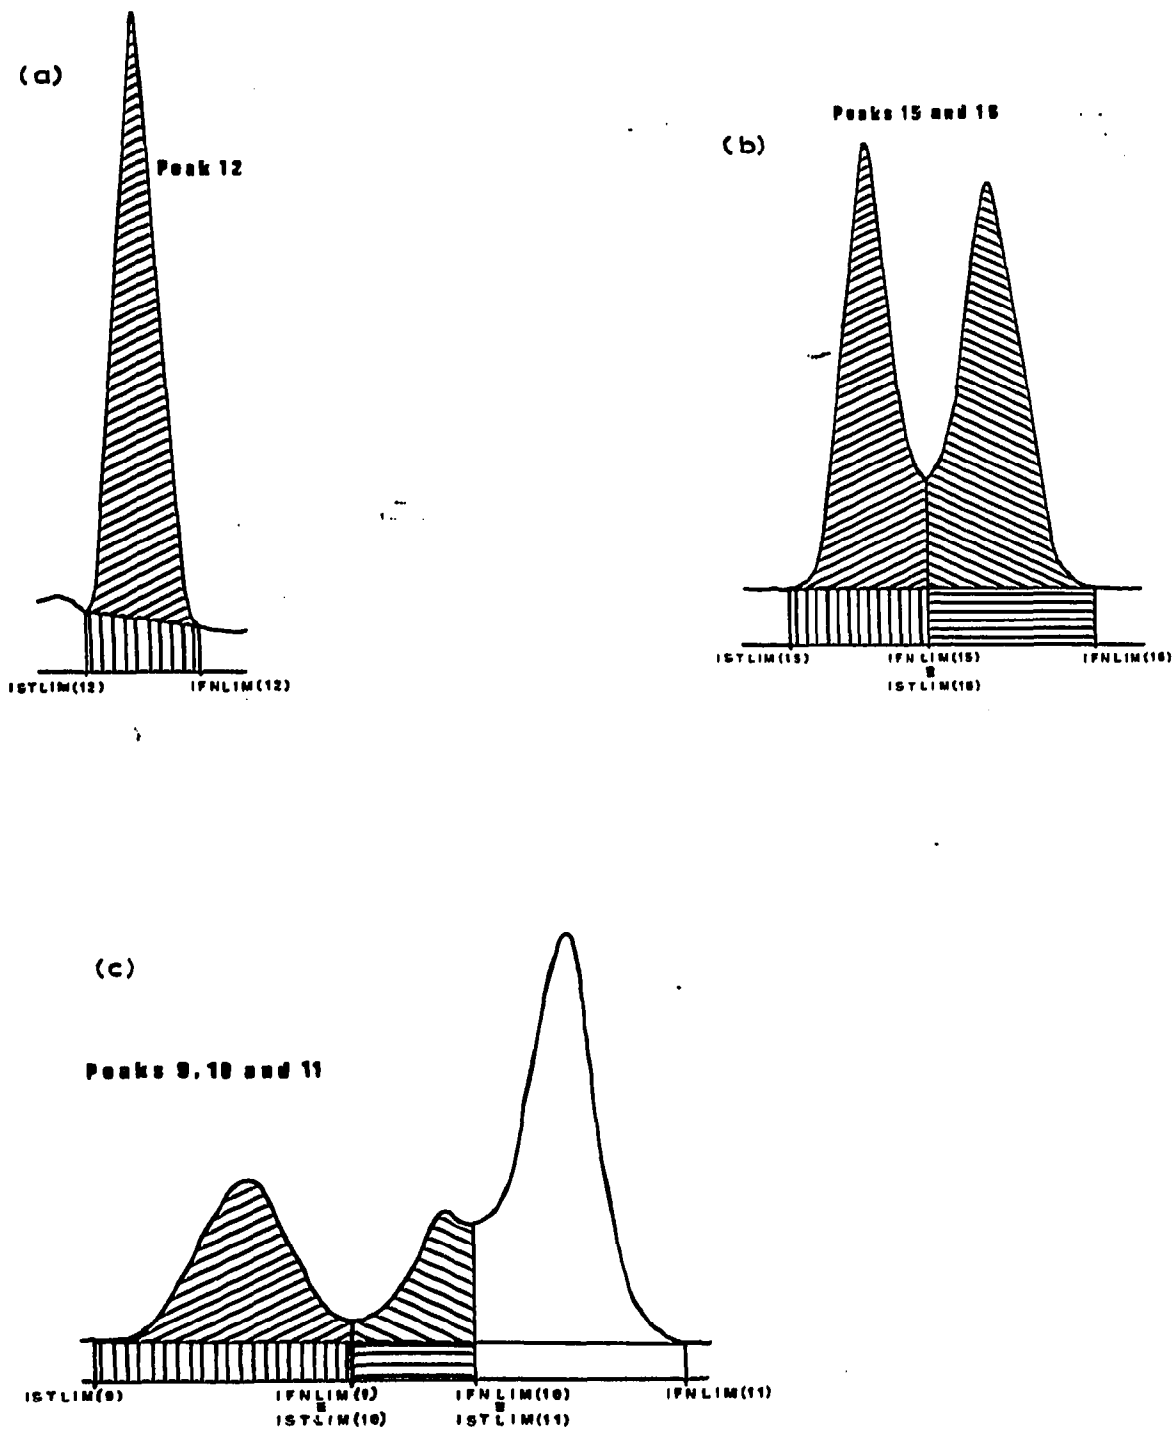 (a)
Peak 12
ISTLIM(12) IFNLIM(12)
Peaks 15 and 16
(b)
ISTLIM(15) IFNLIM(15) IFNLIM(16)
≡
ISTLIM(16)
(c)
Peaks 9, 10 and 11
ISTLIM(9) IFNLIM(9) IFNLIM(10) IFNLIM(11)
≡ ≡
ISTLIM(10) ISTLIM(11)